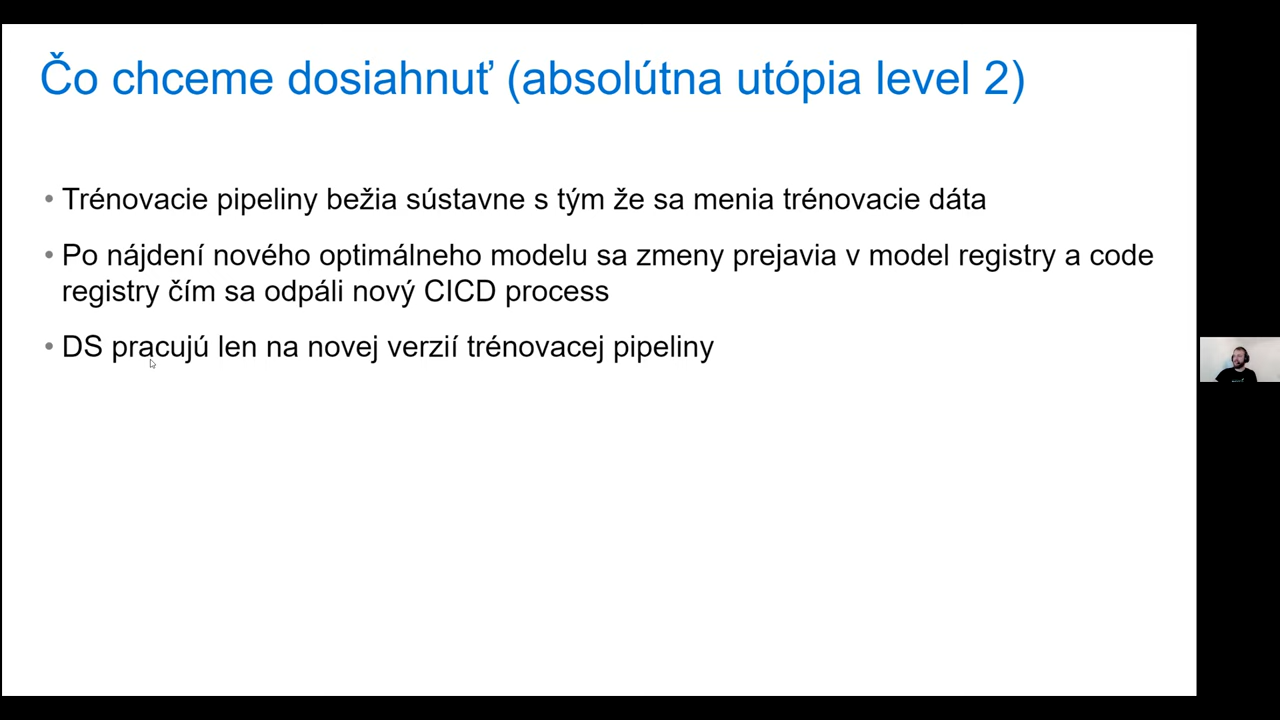 Čo chceme dosiahnuť (absolútna utópia level 2)
• Trénovacie pipeliny bežia sústavne s tým že sa menia trénovacie dáta
• Po nájdení nového optimálneho modelu sa zmeny prejavia v model registry a code
registry čím sa odpáli nový CICD process
• DS pracujú len na novej verzií trénovacej pipeliny